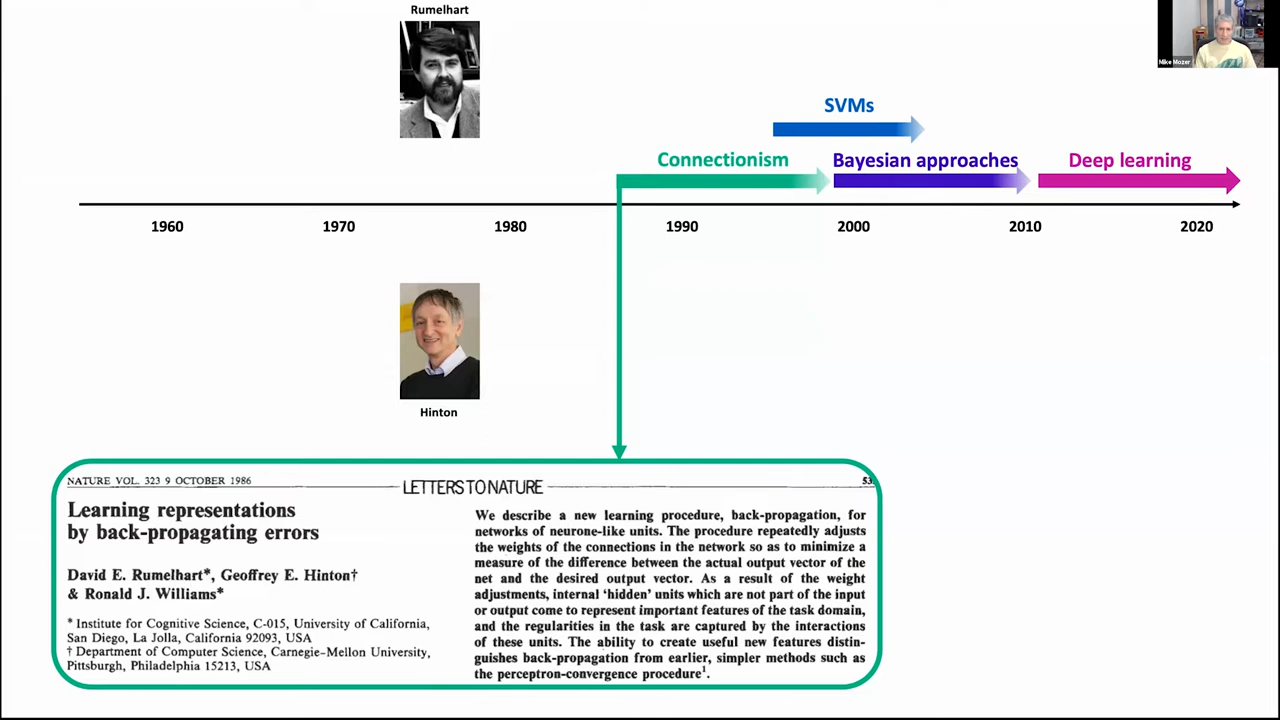 Rumelhart
Mike Mozer
SVMs
Connectionism
Bayesian approaches
Deep learning
1960
1970
1980
1990
2000
2010
2020
Hinton
NATURE VOL. 323 9 OCTOBER 1986
LETTERS TO NATURE
Learning representations
by back-propagating errors
David E. Rumelhart*, Geoffrey E. Hinton†
& Ronald J. Williams*
* Institute for Cognitive Science, C-015, University of California,
San Diego, La Jolla, California 92093, USA
† Department of Computer Science, Carnegie-Mellon University,
Pittsburgh, Philadelphia 15213, USA
We describe a new learning procedure, back-propagation, for
networks of neurone-like units. The procedure repeatedly adjusts
the weights of the connections in the network so as to minimize a
measure of the difference between the actual output vector of the
net and the desired output vector. As a result of the weight
adjustments, internal ‘hidden’ units which are not part of the input
or output come to represent important features of the task domain,
and the regularities in the task are captured by the interactions
of these units. The ability to create useful new features distin-
guishes back-propagation from earlier, simpler methods such as
the perceptron-convergence procedure¹.